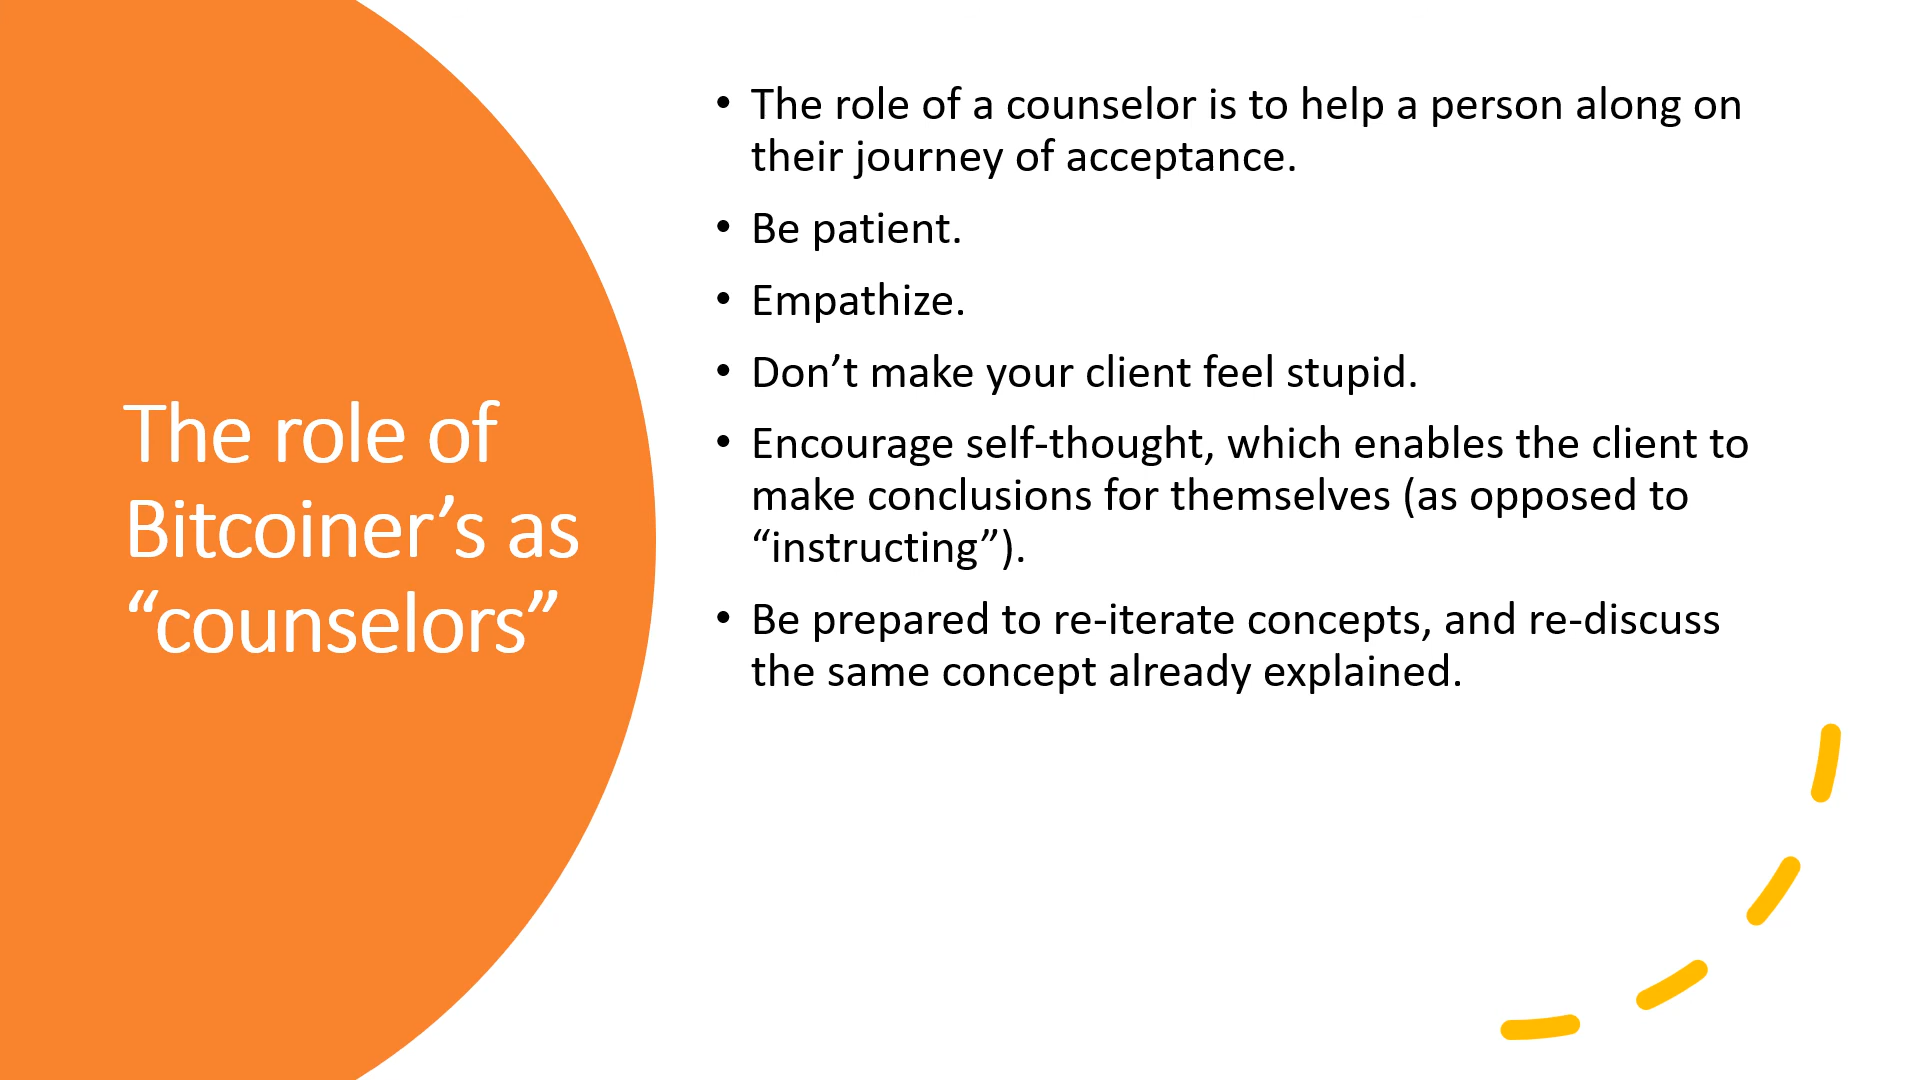 The role of
Bitcoiner’s as
“counselors”
• The role of a counselor is to help a person along on
their journey of acceptance.
• Be patient.
• Empathize.
• Don’t make your client feel stupid.
• Encourage self-thought, which enables the client to
make conclusions for themselves (as opposed to
“instructing”).
• Be prepared to re-iterate concepts, and re-discuss
the same concept already explained.